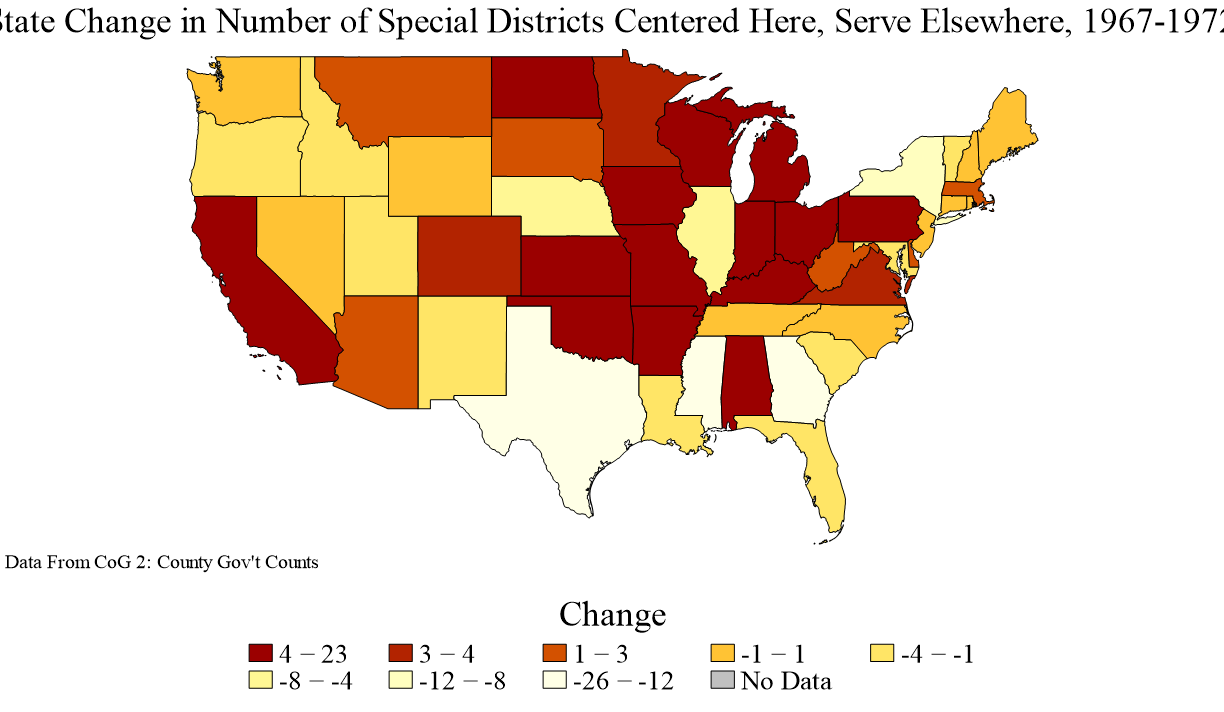 State Change in Number of Special Districts Centered Here, Serve Elsewhere, 1967-1972
Data From CoG 2: County Gov't Counts
Change
4 − 23
3 − 4
1 − 3
-1 − 1
-4 − -1
-8 − -4
-12 − -8
-26 − -12
No Data